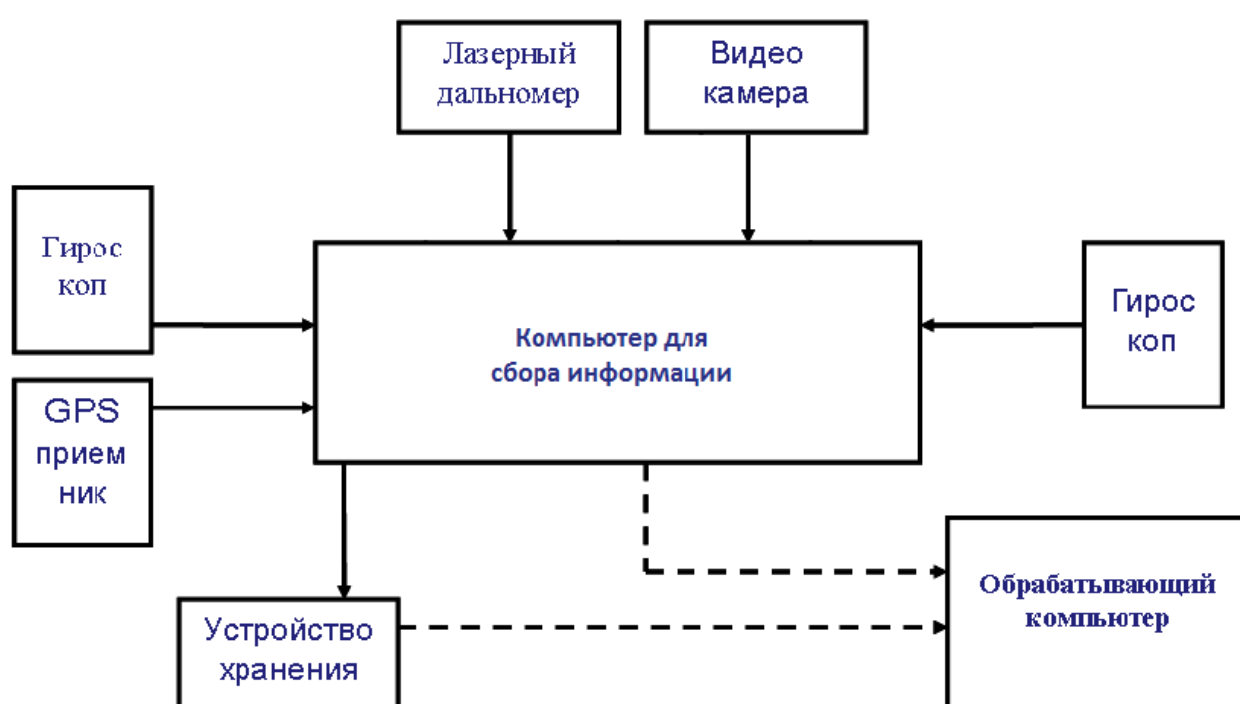 Лазерный
дальномер
Видео
камера
Гирос
коп
Компьютер для
сбора информации
Гирос
коп
GPS
прием
ник
Устройство
хранения
Обрабатывающий
компьютер